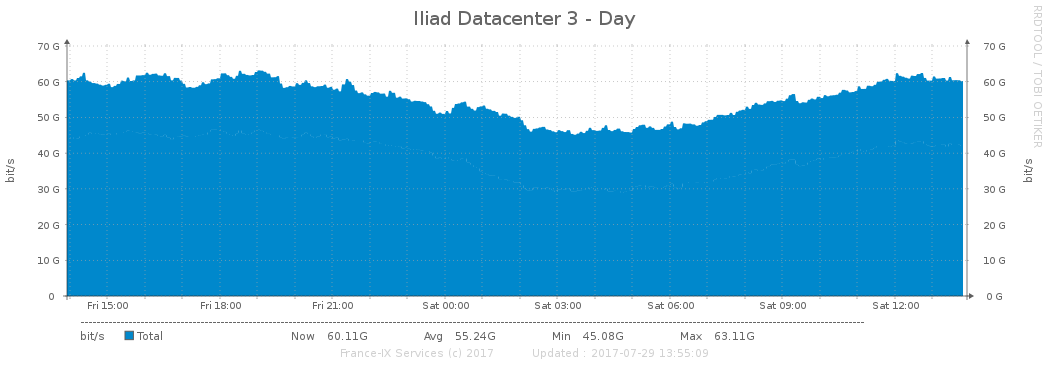 Iliad Datacenter 3 - Day
RRDTOOL / TOBI OETIKER
70 G 70 G
60 G 60 G
50 G 50 G
40 G 40 G
30 G 30 G
20 G 20 G
10 G 10 G
0 0 G
bit/s bit/s
Fri 15:00 Fri 18:00 Fri 21:00 Sat 00:00 Sat 03:00 Sat 06:00 Sat 09:00 Sat 12:00
bit/s Total Now 60.11G Avg 55.24G Min 45.08G Max 63.11G
France-IX Services (c) 2017 Updated : 2017-07-29 13:55:09